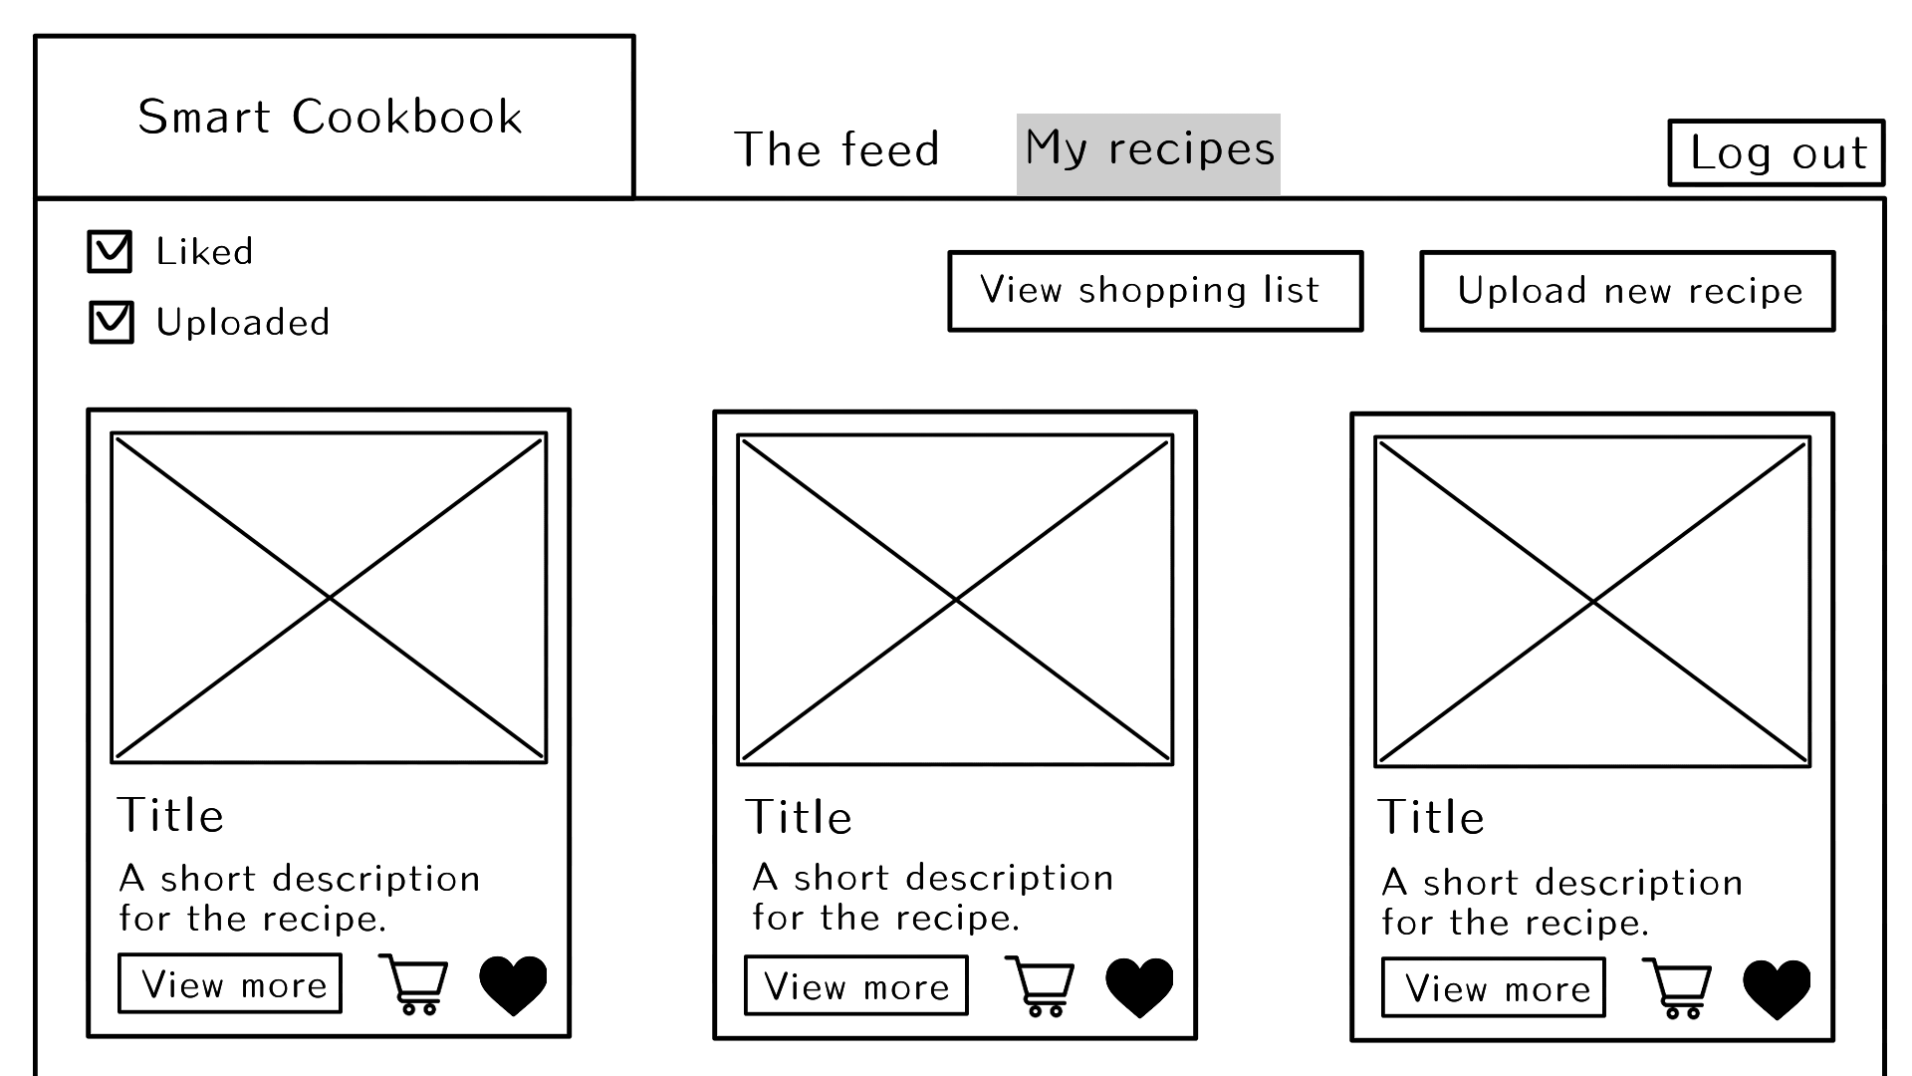 Smart Cookbook
The feed
My recipes
Log out
Liked
Uploaded
View shopping list
Upload new recipe
Title
A short description
for the recipe.
View more
Title
A short description
for the recipe.
View more
Title
A short description
for the recipe.
View more